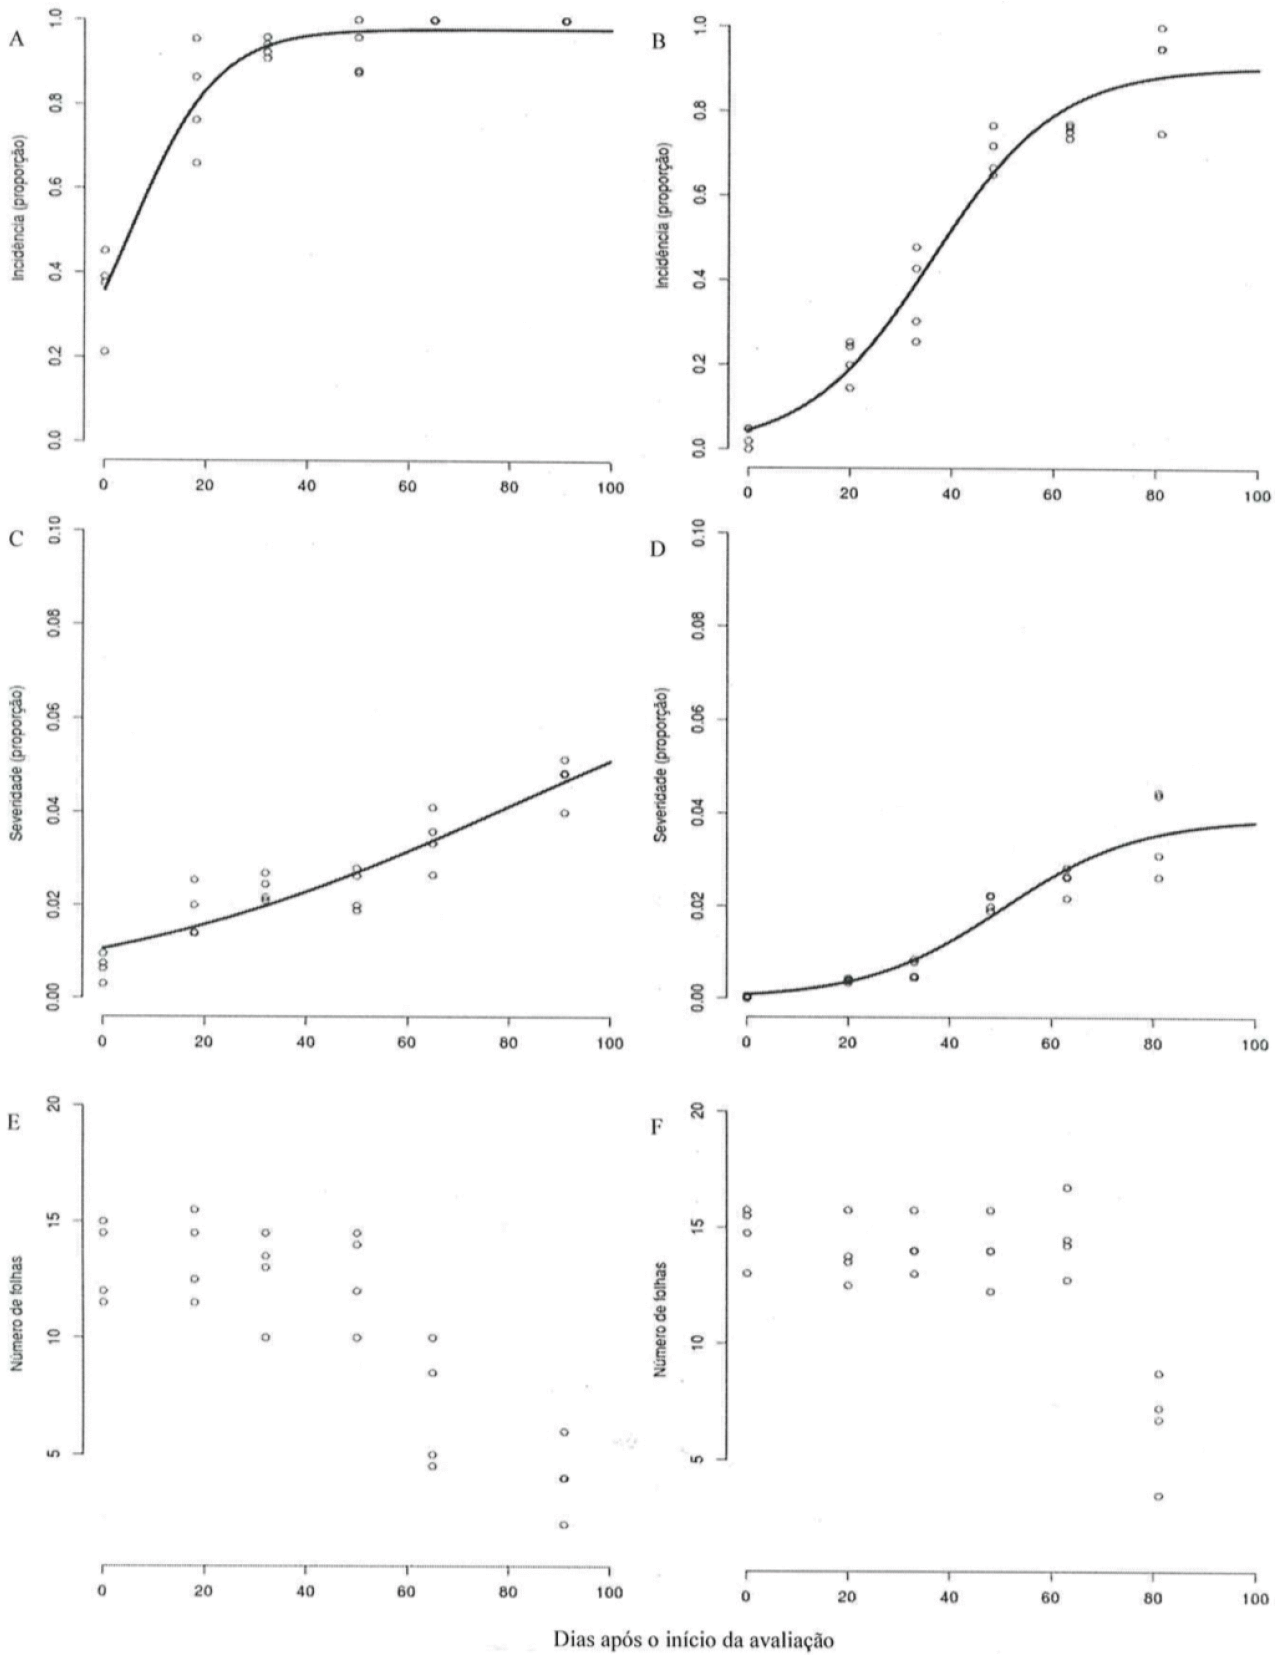 A
Incidência (proporção)
1.0
0.8
0.6
0.4
0.2
0.0
0 20 40 60 80 100
B
Incidência (proporção)
1.0
0.8
0.6
0.4
0.2
0.0
0 20 40 60 80 100
C
Severidade (proporção)
0.10
0.08
0.06
0.04
0.02
0.00
0 20 40 60 80 100
D
Severidade (proporção)
0.10
0.08
0.06
0.04
0.02
0.00
0 20 40 60 80 100
E
Número de folhas
20
15
10
5
0 20 40 60 80 100
F
Número de folhas
20
15
10
5
0 20 40 60 80 100
Dias após o início da avaliação